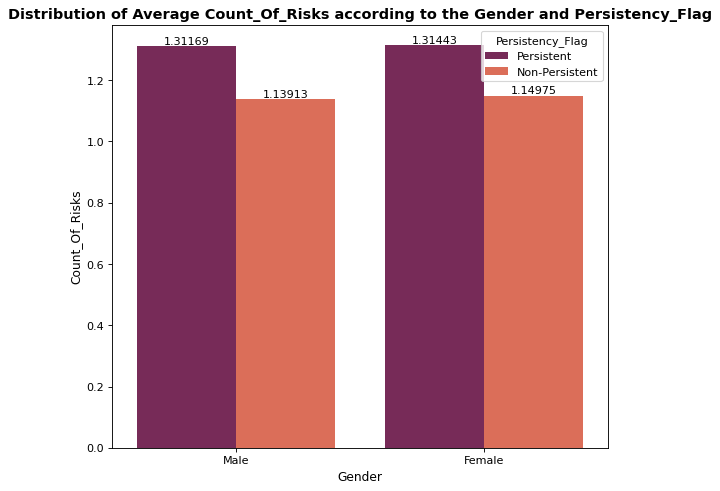 Distribution of Average Count_Of_Risks according to the Gender and Persistency_Flag
1.31169
1.31443
Persistency_Flag
Persistent
Non-Persistent
1.13913
1.14975
1.2
1.0
0.8
0.6
0.4
0.2
0.0
Count_Of_Risks
Male
Female
Gender